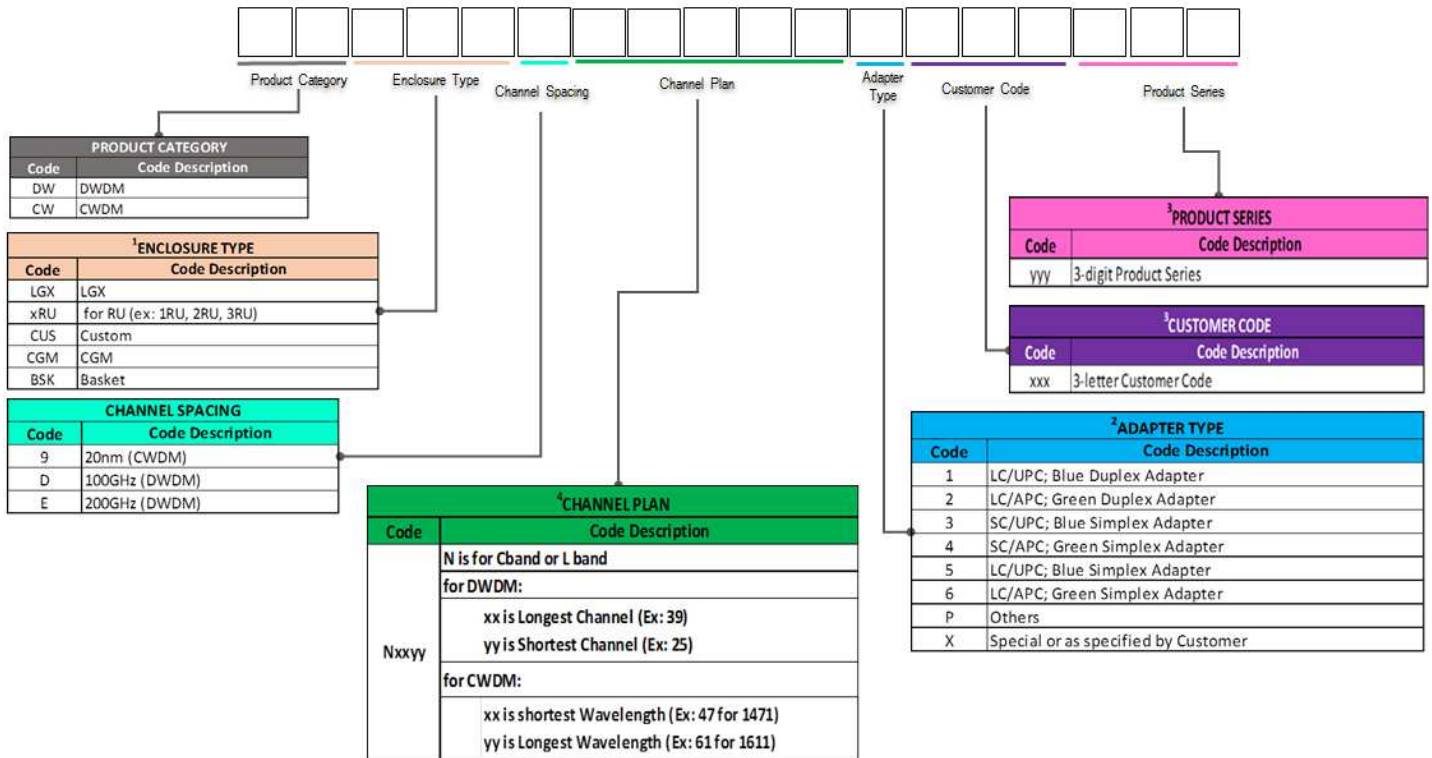 Product Category
Enclosure Type
Channel Spacing
Channel Plan
Adapter
Type
Customer Code
Product Series
PRODUCT CATEGORY
Code Code Description
DW DWDM
CW CWDM
1ENCLOSURE TYPE
Code Code Description
LGX LGX
xRU for RU (ex: 1RU, 2RU, 3RU)
CUS Custom
CGM CGM
BSK Basket
CHANNEL SPACING
Code Code Description
9 20nm (CWDM)
D 100GHz (DWDM)
E 200GHz (DWDM)
4CHANNEL PLAN
Code Code Description
Nxxyy
N is for Cband or L band
for DWDM:
xx is Longest Channel (Ex: 39)
yy is Shortest Channel (Ex: 25)
for CWDM:
xx is shortest Wavelength (Ex: 47 for 1471)
yy is Longest Wavelength (Ex: 61 for 1611)
3PRODUCT SERIES
Code Code Description
yyy 3-digit Product Series
3CUSTOMER CODE
Code Code Description
xxx 3-letter Customer Code
2ADAPTER TYPE
Code Code Description
1 LC/UPC; Blue Duplex Adapter
2 LC/APC; Green Duplex Adapter
3 SC/UPC; Blue Simplex Adapter
4 SC/APC; Green Simplex Adapter
5 LC/UPC; Blue Simplex Adapter
6 LC/APC; Green Simplex Adapter
P Others
X Special or as specified by Customer